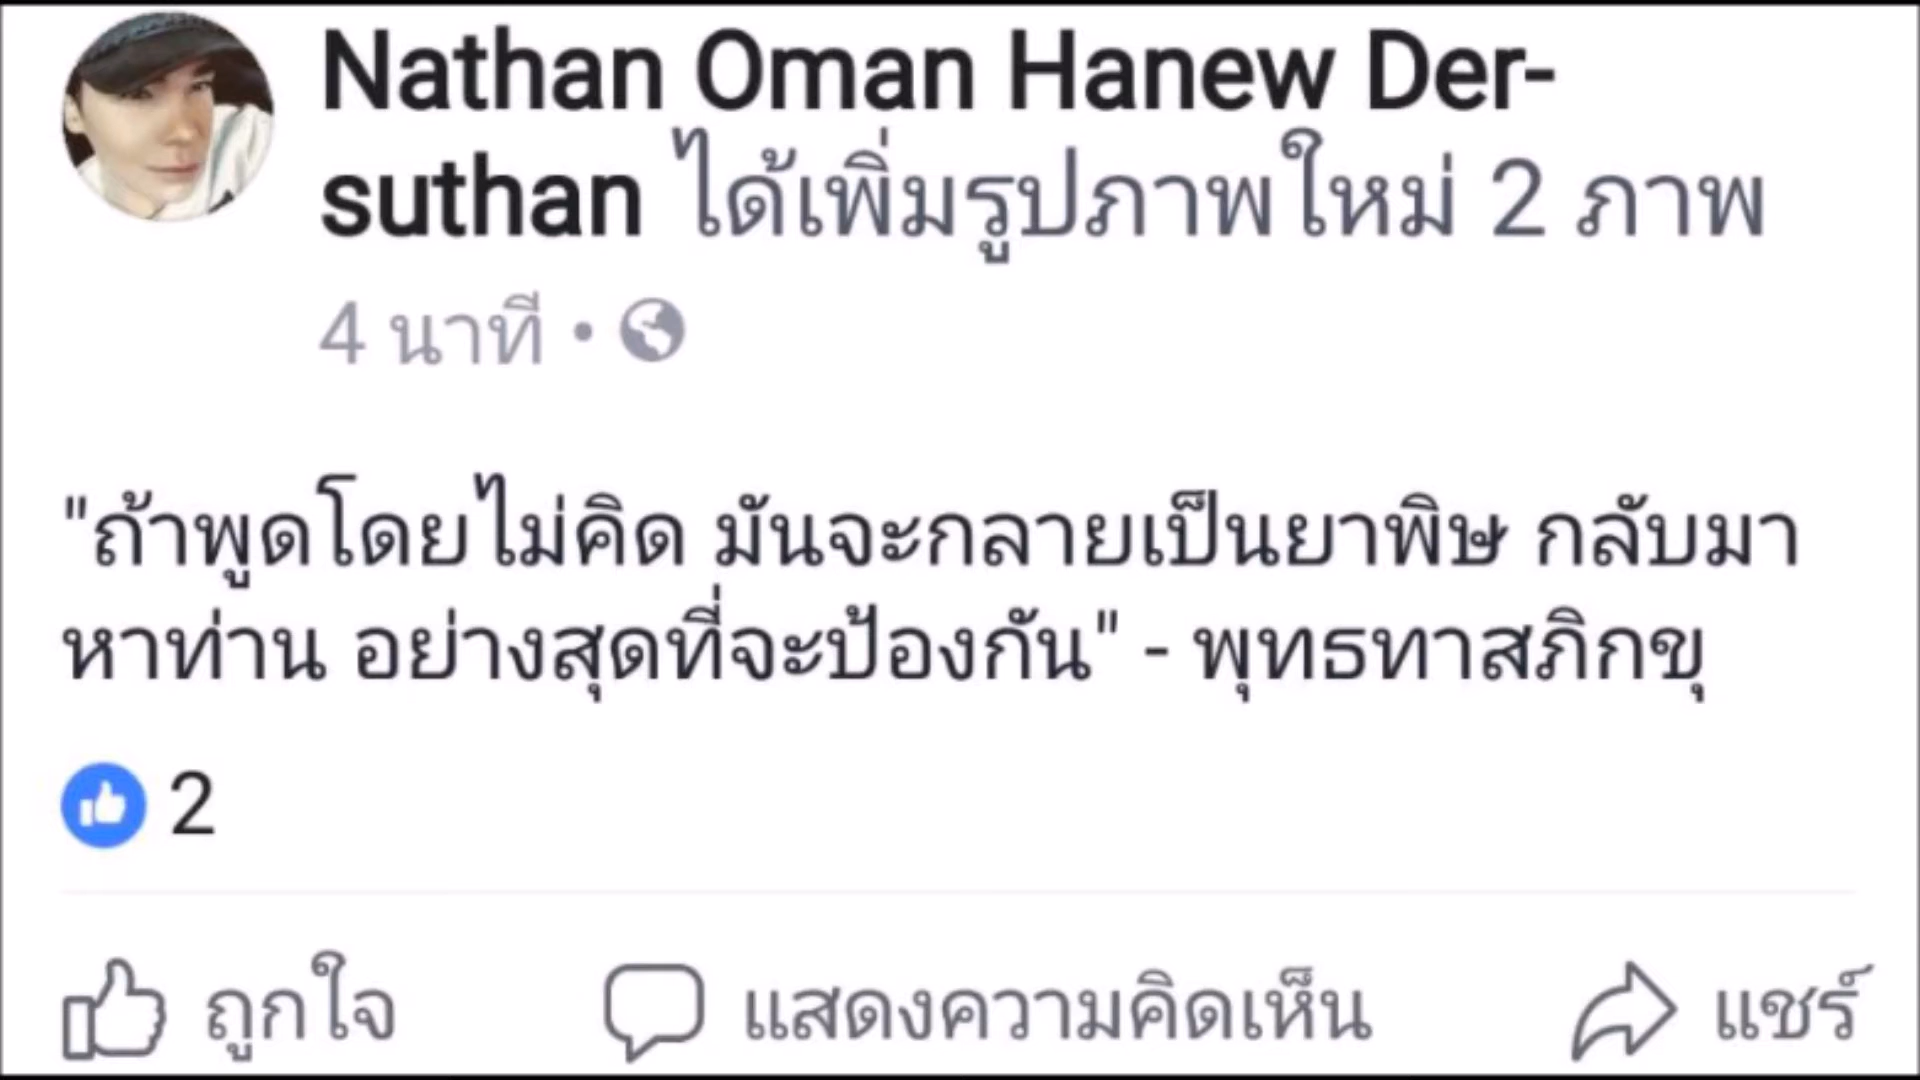 Nathan Oman Hanew Der-
suthan ได้เพิ่มรูปภาพใหม่ 2 ภาพ
4 นาที •
"ถ้าพูดโดยไม่คิด มันจะกลายเป็นยาพิษ กลับมา
หาท่าน อย่างสุดที่จะป้องกัน" - พุทธทาสภิกขุ
2
ถูกใจ แสดงความคิดเห็น แชร์